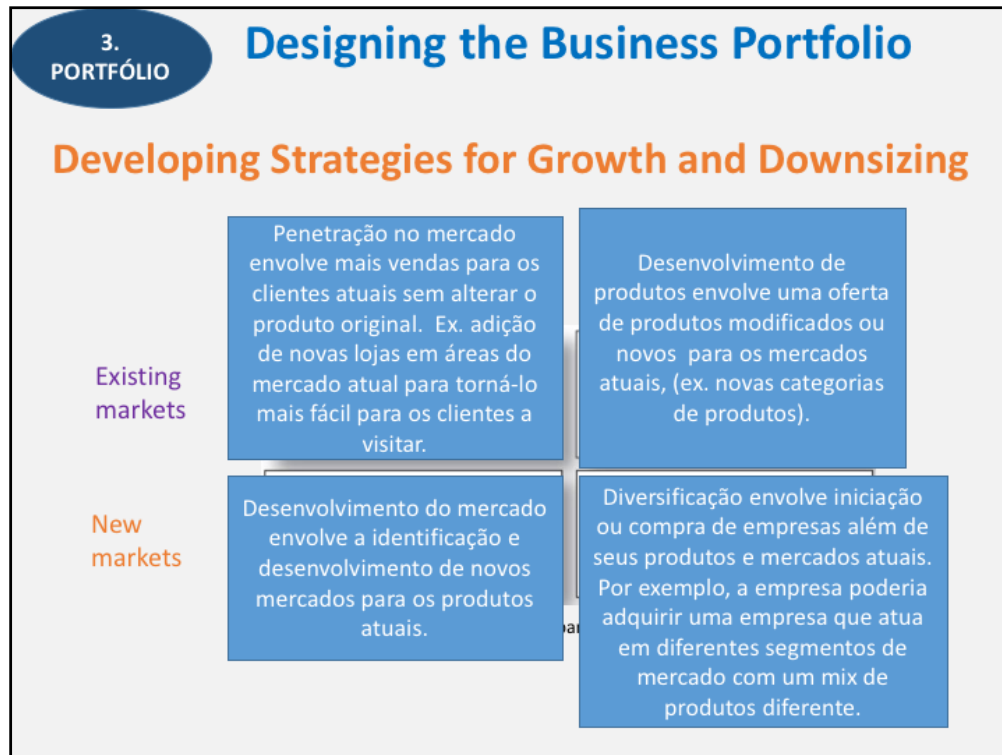 3.
PORTFÓLIO
Designing the Business Portfolio
Developing Strategies for Growth and Downsizing
Existing
markets
Penetração no mercado
envolve mais vendas para os
clientes atuais sem alterar o
produto original.  Ex. adição
de novas lojas em áreas do
mercado atual para torná-lo
mais fácil para os clientes a
visitar.
Desenvolvimento de
produtos envolve uma oferta
de produtos modificados ou
novos  para os mercados
atuais, (ex. novas categorias
de produtos).
New
markets
Desenvolvimento do mercado
envolve a identificação e
desenvolvimento de novos
mercados para os produtos
atuais.
Diversificação envolve iniciação
ou compra de empresas além de
seus produtos e mercados atuais.
Por exemplo, a empresa poderia
adquirir uma empresa que atua
em diferentes segmentos de
mercado com um mix de
produtos diferente.